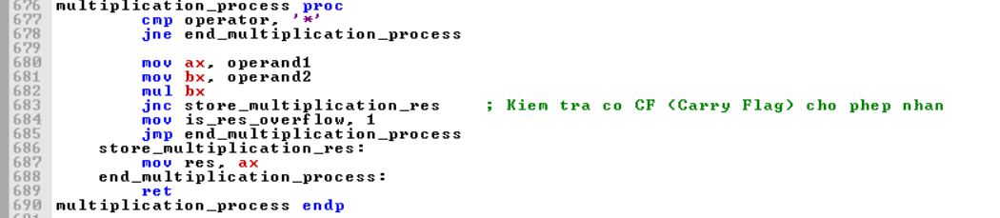 676 multiplication_process proc
677 cmp operator, '*'
678 jne end_multiplication_process
679
680 mov ax, operand1
681 mov bx, operand2
682 mul bx
683 jnc store_multiplication_res ; Kiem tra co CF (Carry Flag) cho phep nhan
684 mov is_res_overflow, 1
685 jmp end_multiplication_process
686 store_multiplication_res:
687 mov res, ax
688 end_multiplication_process:
689 ret
690 multiplication_process endp